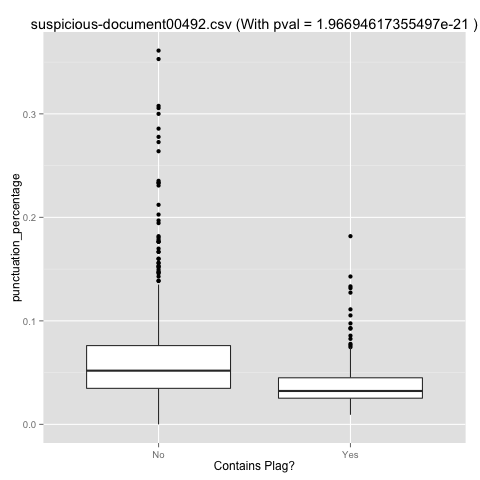 suspicious-document00492.csv (With pval = 1.96694617355497e-21 )
punctuation_percentage
0.3
0.2
0.1
0.0
No
Yes
Contains Plag?